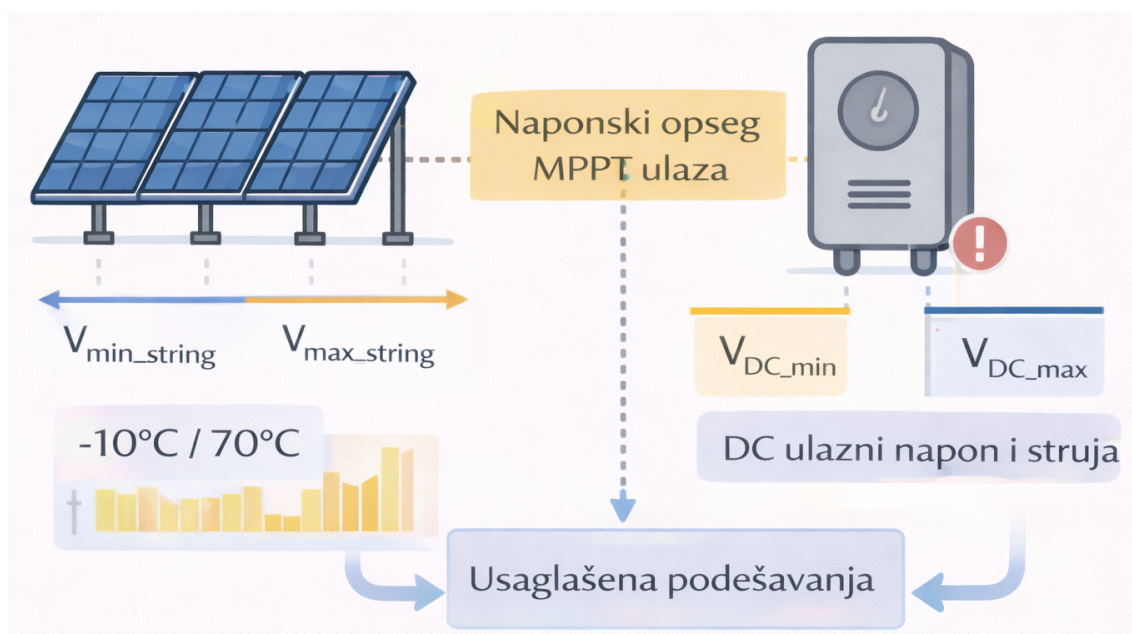 Naponski opseg
MPPT ulaza
!
Vmin_string
Vmax_string
VDC_min
VDC_max
-10°C / 70°C
DC ulazni napon i struja
Usaglašena podešavanja